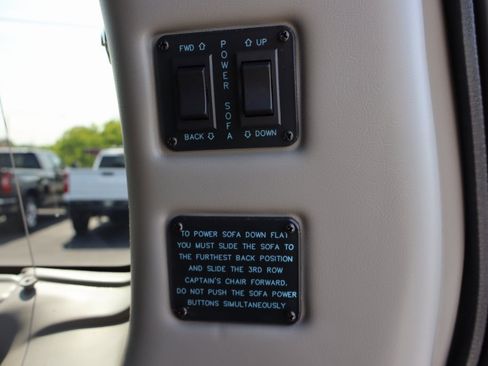 FWD ⇧ ⇧ UP
POWER SOFA
BACK ⇩ ⇩ DOWN
TO POWER SOFA DOWN FLAT
YOU MUST SLIDE THE SOFA TO
THE FURTHEST BACK POSITION
AND SLIDE THE 3RD ROW
CAPTAIN'S CHAIR FORWARD.
DO NOT PUSH THE SOFA POWER
BUTTONS SIMULTANEOUSLY